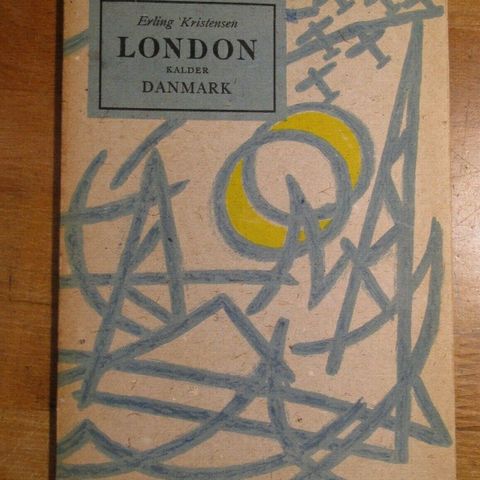 Erling Kristensen
LONDON
KALDER
DANMARK